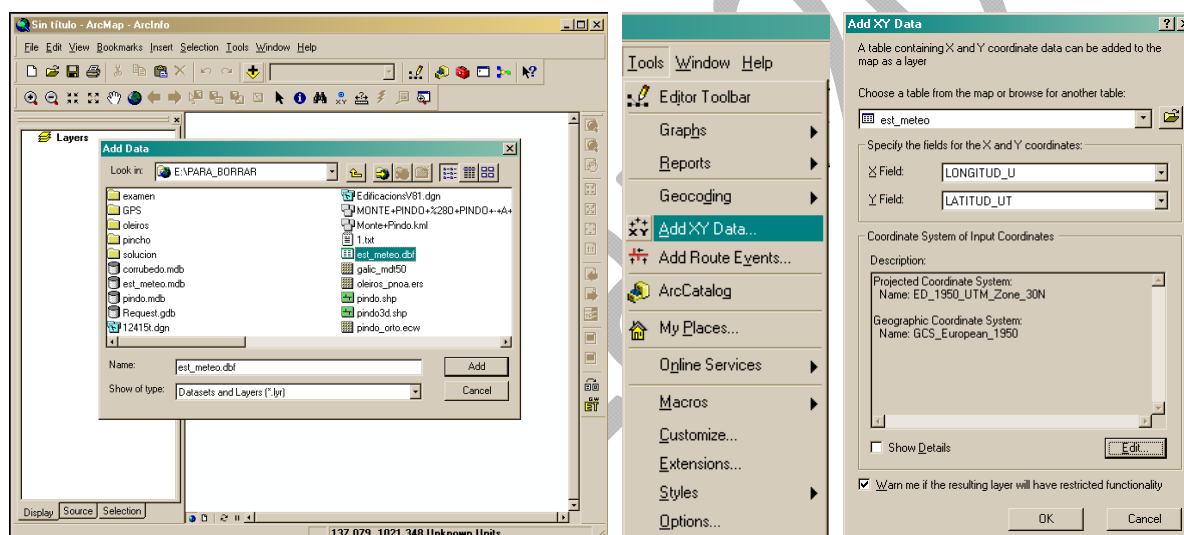 Sin título - ArcMap - ArcInfo
File Edit View Bookmarks Insert Selection Tools Window Help
Layers
Add Data
Look in: E:\PARA_BORRAR
examen
GPS
oleiros
pincho
solucion
corrubedo.mdb
est_meteo.mdb
pindo.mdb
Request.gdb
12415t.dgn
EdificacionsV81.dgn
MONTE+PINDO+%280+PINDO+-+A+
Monte+Pindo.kml
1.txt
est_meteo.dbf
galic_mdt50
oleiros_pnoa.ers
pindo.shp
pindo3d.shp
pindo_orto.ecw
Name: est_meteo.dbf
Add
Show of type: Datasets and Layers (*.lyr)
Cancel
Display Source Selection
137,079 1021,348 Unknown Units
Tools Window Help
Editor Toolbar
Graphs
Reports
Geocoding
Add XY Data...
Add Route Events...
ArcCatalog
My Places...
Online Services
Macros
Customize...
Extensions...
Styles
Options...
Add XY Data
A table containing X and Y coordinate data can be added to the
map as a layer
Choose a table from the map or browse for another table:
est_meteo
Specify the fields for the X and Y coordinates:
X Field: LONGITUD_U
Y Field: LATITUD_UT
Coordinate System of Input Coordinates
Description:
Projected Coordinate System:
Name: ED_1950_UTM_Zone_30N
Geographic Coordinate System:
Name: GCS_European_1950
Show Details
Edit...
Warn me if the resulting layer will have restricted functionality
OK
Cancel